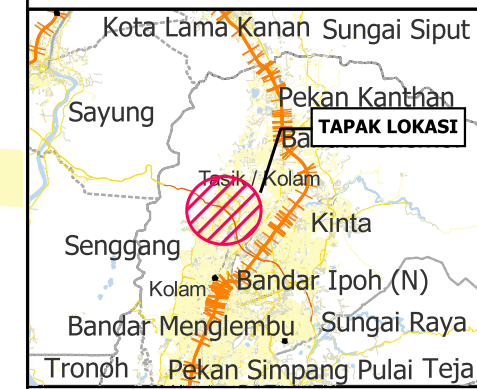 Kota Lama Kanan
Sungai Siput
Sayung
Pekan Kanthan
TAPAK LOKASI
Tasik / Kolam
Kinta
Senggang
Kolam
Bandar Ipoh (N)
Bandar Menglembu
Sungai Raya
Tronoh
Pekan Simpang Pulai
Teja